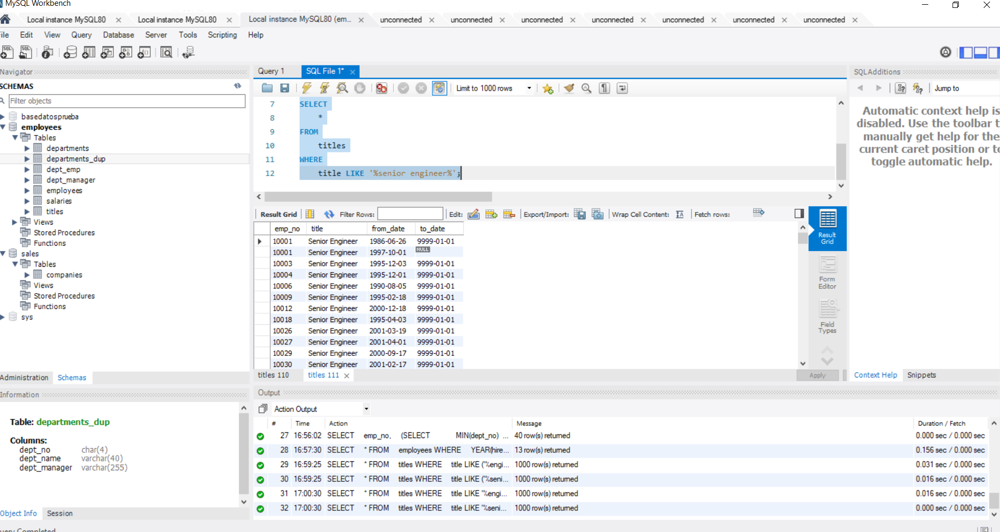 MySQL Workbench
Local instance MySQL80 Local instance MySQL80 Local instance MySQL80 (em... unconnected unconnected unconnected unconnected unconnected unconnected unconnected
ile Edit View Query Database Server Tools Scripting Help
Navigator
SCHEMAS
Filter objects
basedatosprueba
employees
Tables
departments
departments_dup
dept_emp
dept_manager
employees
salaries
titles
Views
Stored Procedures
Functions
sales
Tables
companies
Views
Stored Procedures
Functions
sys
Administration Schemas
Information
Table: departments_dup
Columns:
dept_no char(4)
dept_name varchar(40)
dept_manager varchar(255)
Object Info Session
Query 1 SQL File 1*
Limit to 1000 rows
7 SELECT
8 *
9 FROM
10 titles
11 WHERE
12 title LIKE '%senior engineer%';
Result Grid Filter Rows: Edit: Export/Import: Wrap Cell Content: Fetch rows:
emp_no title from_date to_date
10001 Senior Engineer 1986-06-26 9999-01-01
10001 Senior Engineer 1997-10-01 NULL
10003 Senior Engineer 1995-12-03 9999-01-01
10004 Senior Engineer 1995-12-01 9999-01-01
10006 Senior Engineer 1990-08-05 9999-01-01
10009 Senior Engineer 1995-02-18 9999-01-01
10012 Senior Engineer 2000-12-18 9999-01-01
10018 Senior Engineer 1995-04-03 9999-01-01
10026 Senior Engineer 2001-03-19 9999-01-01
10027 Senior Engineer 2001-04-01 9999-01-01
10029 Senior Engineer 2000-09-17 9999-01-01
10030 Senior Engineer 2001-02-17 9999-01-01
Result
Grid
Form
Editor
Field
Types
titles 110 titles 111
Apply
SQLAdditions
Jump to
Automatic context help is
disabled. Use the toolbar t
manually get help for the
current caret position or to
toggle automatic help.
Context Help Snippets
Output
Action Output
# Time Action Message Duration / Fetch
27 16:56:02 SELECT emp_no, (SELECT MIN(dept_no) ... 40 row(s) returned 0.000 sec / 0.000 sec
28 16:57:30 SELECT * FROM employees WHERE YEAR(hire... 13 row(s) returned 0.156 sec / 0.000 sec
29 16:59:25 SELECT * FROM titles WHERE title LIKE ('%engi... 1000 row(s) returned 0.031 sec / 0.000 sec
30 16:59:25 SELECT * FROM titles WHERE title LIKE ('%seni... 1000 row(s) returned 0.016 sec / 0.000 sec
31 17:00:30 SELECT * FROM titles WHERE title LIKE '%engi... 1000 row(s) returned 0.016 sec / 0.000 sec
32 17:00:30 SELECT * FROM titles WHERE title LIKE '%seni... 1000 row(s) returned 0.000 sec / 0.000 sec
uery Completed